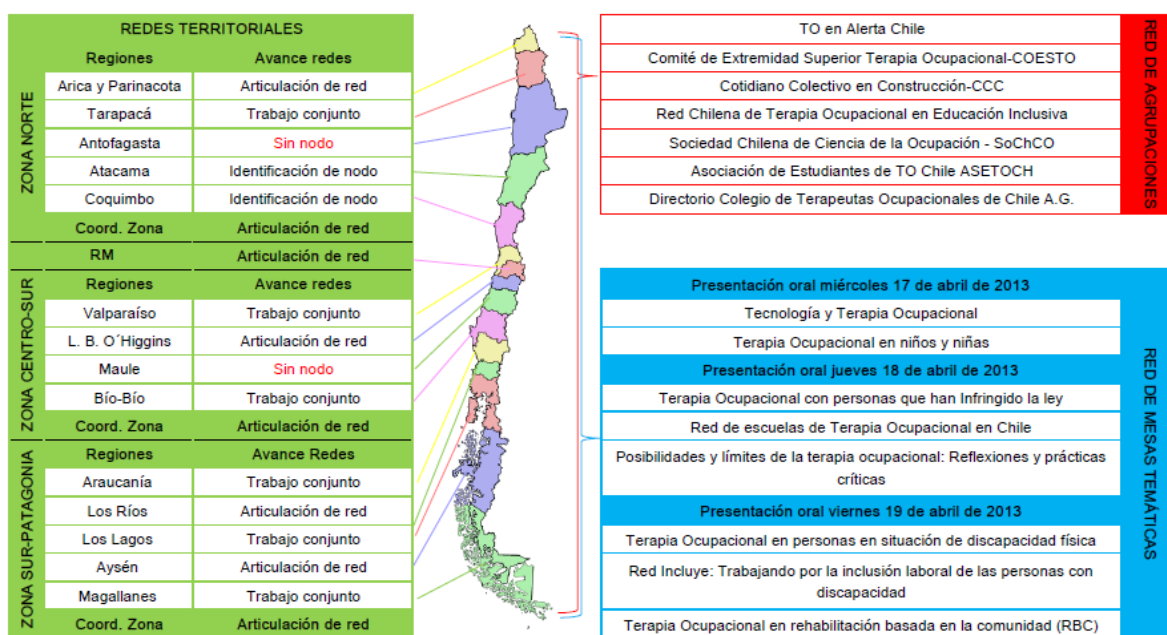 REDES TERRITORIALES
ZONA NORTE
Regiones Avance redes
Arica y Parinacota Articulación de red
Tarapacá Trabajo conjunto
Antofagasta Sin nodo
Atacama Identificación de nodo
Coquimbo Identificación de nodo
Coord. Zona Articulación de red
RM Articulación de red
ZONA CENTRO-SUR
Regiones Avance redes
Valparaíso Trabajo conjunto
L. B. O´Higgins Articulación de red
Maule Sin nodo
Bío-Bío Trabajo conjunto
Coord. Zona Articulación de red
ZONA SUR-PATAGONIA
Regiones Avance Redes
Araucanía Trabajo conjunto
Los Ríos Articulación de red
Los Lagos Trabajo conjunto
Aysén Articulación de red
Magallanes Trabajo conjunto
Coord. Zona Articulación de red
TO en Alerta Chile
Comité de Extremidad Superior Terapia Ocupacional-COESTO
Cotidiano Colectivo en Construcción-CCC
Red Chilena de Terapia Ocupacional en Educación Inclusiva
Sociedad Chilena de Ciencia de la Ocupación - SoChCO
Asociación de Estudiantes de TO Chile ASETOCH
Directorio Colegio de Terapeutas Ocupacionales de Chile A.G.
RED DE AGRUPACIONES
Presentación oral miércoles 17 de abril de 2013
Tecnología y Terapia Ocupacional
Terapia Ocupacional en niños y niñas
Presentación oral jueves 18 de abril de 2013
Terapia Ocupacional con personas que han Infringido la ley
Red de escuelas de Terapia Ocupacional en Chile
Posibilidades y límites de la terapia ocupacional: Reflexiones y prácticas
críticas
Presentación oral viernes 19 de abril de 2013
Terapia Ocupacional en personas en situación de discapacidad física
Red Incluye: Trabajando por la inclusión laboral de las personas con
discapacidad
Terapia Ocupacional en rehabilitación basada en la comunidad (RBC)
RED DE MESAS TEMÁTICAS